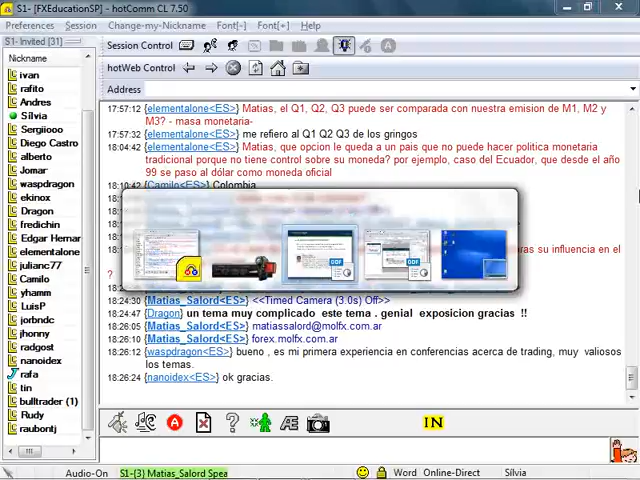 S1- [FXEducationSP] - hotComm CL 7.50
Preferences Session Change-my-Nickname Font[-] Font[+] Help
S1- Invited [31]
Session Control
Nickname
hotWeb Control
Address
ivan
rafito
Andres
Sílvia
Sergiiooo
Diego Castro
alberto
Jomar
waspdragon
ekinox
Dragon
fredichin
Edgar Hernar
elementalone
julianc77
Camilo
yhamm
LuisP
jorbndc
jhonny
radgost
nanoidex
rafa
tin
bulltrader (1)
Rudy
raubontj
17:57:12 {elementalone<ES>} Matias, el Q1, Q2, Q3 puede ser comparada con nuestra emision de M1, M2 y
M3? - masa monetaria-
17:57:32 {elementalone<ES>} me refiero al Q1 Q2 Q3 de los gringos
18:04:42 {elementalone<ES>} Matias, que opcion le queda a un pais que no puede hacer politica monetaria
tradicional porque no tiene control sobre su moneda? por ejemplo, caso del Ecuador, que desde el año
99 se paso al dólar como moneda oficial
18:10:42 {Camilo<ES>} Colombia
ras su influencia en el
?
18:24:30 {Matias_Salord<ES>} <<Timed Camera (3.0s) Off>>
18:24:47 {Dragon} un tema muy complicado este tema . genial exposicion gracias !!
18:26:05 {Matias_Salord<ES>} matiassalord@molfx.com.ar
18:26:10 {Matias_Salord<ES>} forex.molfx.com.ar
18:26:12 {waspdragon<ES>} bueno , es mi primera experiencia en conferencias acerca de trading, muy valiosos
los temas.
18:26:24 {nanoidex<ES>} ok gracias.
IN
Audio-On S1-{3} Matias_Salord Spea Word Online-Direct Sílvia